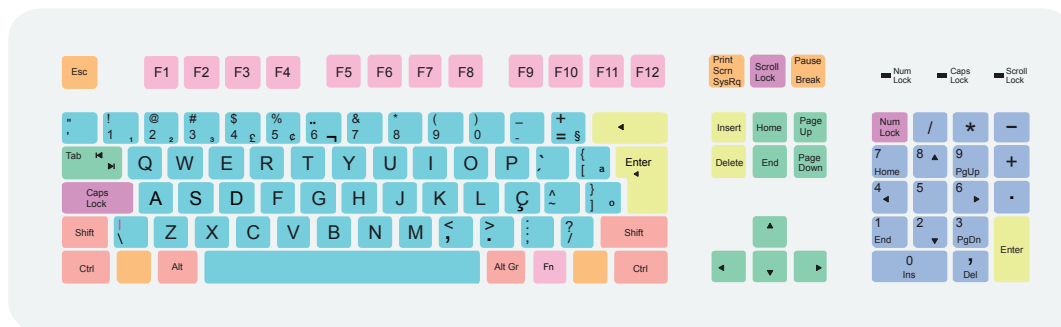 Esc F1 F2 F3 F4 F5 F6 F7 F8 F9 F10 F11 F12
Print
Scrn
SysRq
Scroll
Lock
Pause
Break
Num
Lock
Caps
Lock
Scroll
Lock
" '
! 1 ₁
@ 2 ₂
# 3 ₃
$ 4 £
% 5 ¢
¨ 6 ¬
& 7
* 8
( 9
) 0
_ -
+ = §
Insert Home Page
Up
Num
Lock
/ * −
Tab Q W E R T Y U I O P ` ´ { [ ª Enter
Delete End Page
Down
7
Home
8
9
PgUp
+
Caps
Lock
A S D F G H J K L Ç ^ ~ } ] º
4 5 6 .
Shift | \ Z X C V B N M < , > . : ; ? / Shift
1
End
2
3
PgDn
Enter
Ctrl Alt Alt Gr Fn Ctrl
0
Ins
,
Del